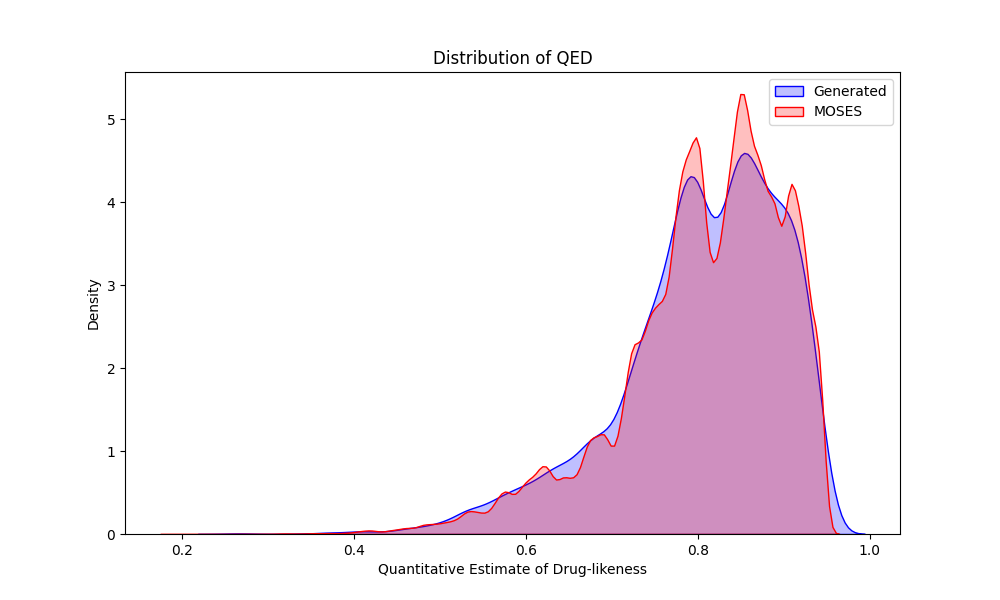 Distribution of QED
Generated
MOSES
5
4
3
2
1
0
Density
0.2 0.4 0.6 0.8 1.0
Quantitative Estimate of Drug-likeness